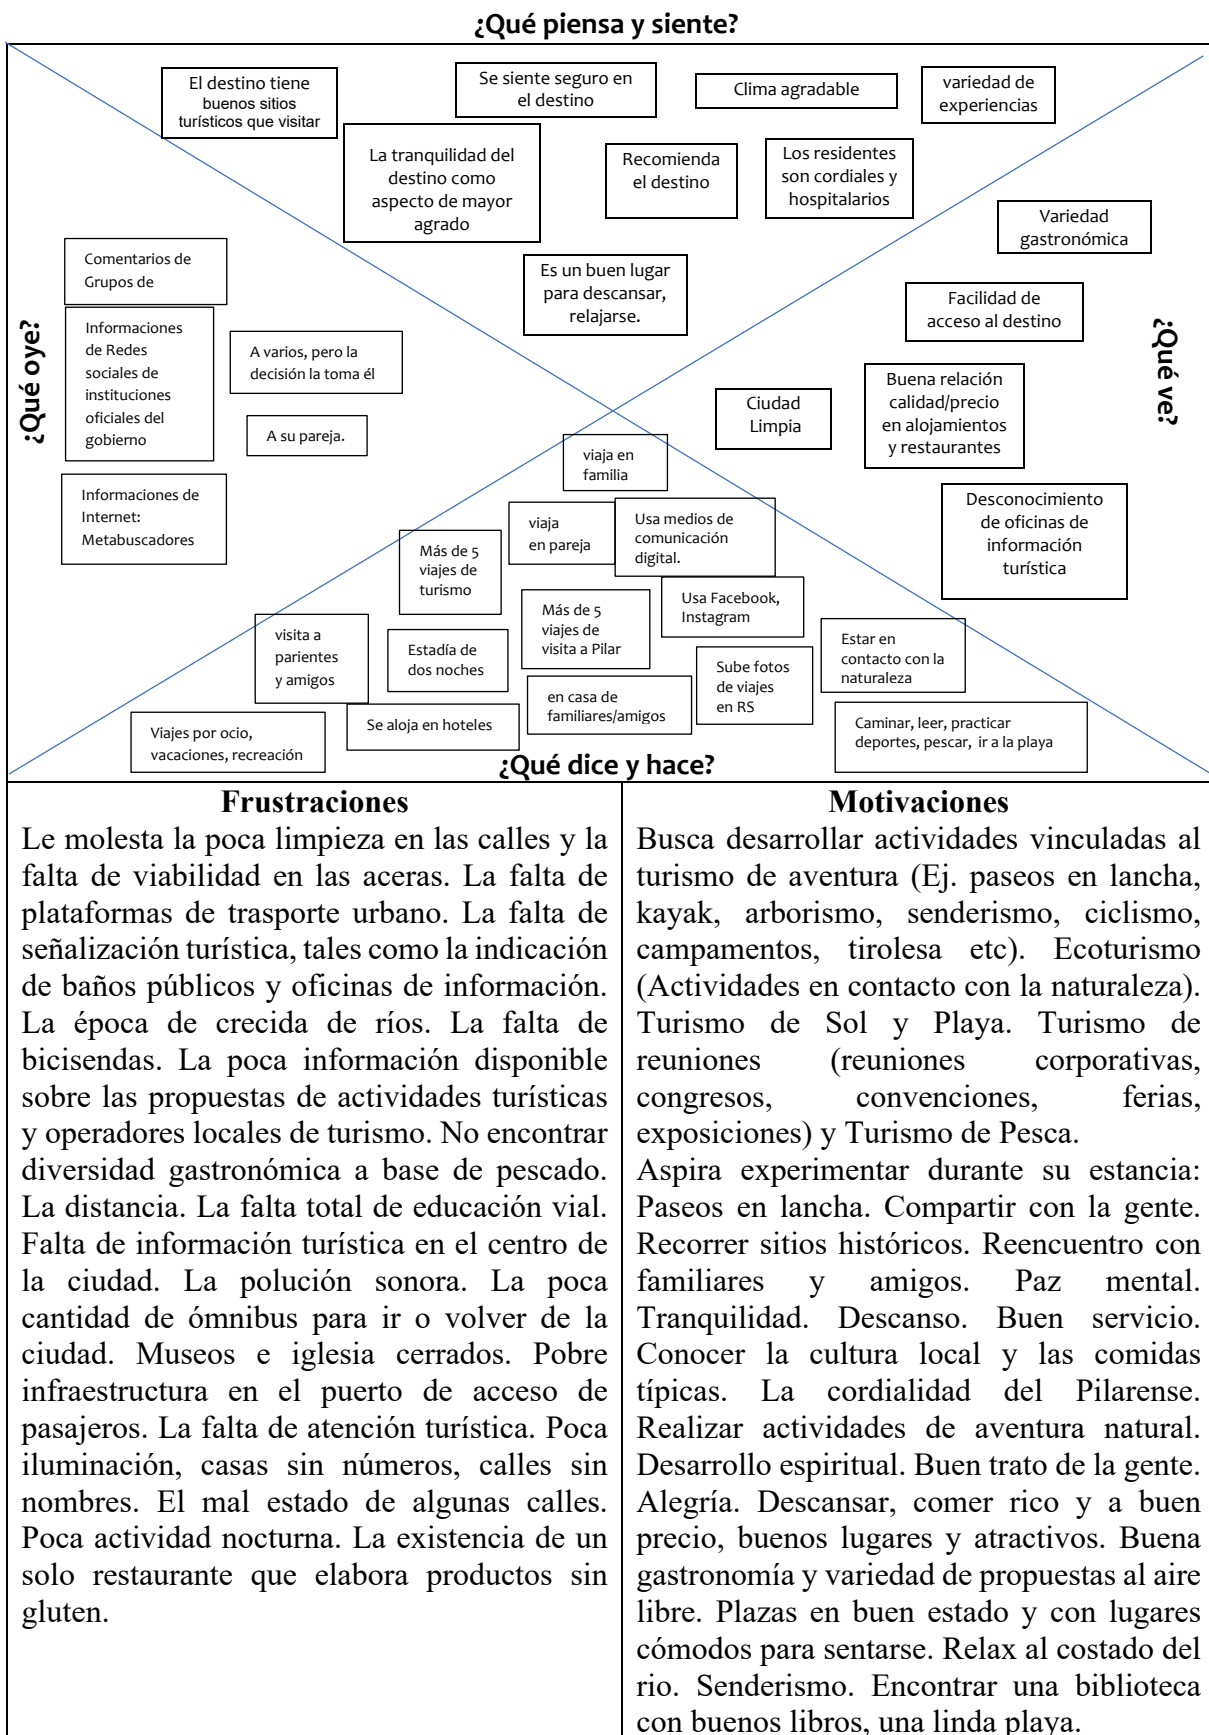 ¿Qué piensa y siente?
El destino tiene
buenos sitios
turísticos que visitar
Se siente seguro en
el destino
Clima agradable
variedad de
experiencias
La tranquilidad del
destino como
aspecto de mayor
agrado
Recomienda
el destino
Los residentes
son cordiales y
hospitalarios
Es un buen lugar
para descansar,
relajarse.
¿Qué oye?
Comentarios de
Grupos de
Informaciones
de Redes
sociales de
instituciones
oficiales del
gobierno
A varios, pero la
decisión la toma él
A su pareja.
Informaciones de
Internet:
Metabuscadores
¿Qué ve?
Variedad
gastronómica
Facilidad de
acceso al destino
Buena relación
calidad/precio
en alojamientos
y restaurantes
Ciudad
Limpia
Desconocimiento
de oficinas de
información
turística
viaja en
familia
viaja
en pareja
Usa medios de
comunicación
digital.
Más de 5
viajes de
turismo
Usa Facebook,
Instagram
Más de 5
viajes de
visita a Pilar
visita a
parientes
y amigos
Estadía de
dos noches
Estar en
contacto con la
naturaleza
Sube fotos
de viajes
en RS
en casa de
familiares/amigos
Se aloja en hoteles
Viajes por ocio,
vacaciones, recreación
Caminar, leer, practicar
deportes, pescar, ir a la playa
¿Qué dice y hace?
Frustraciones
Le molesta la poca limpieza en las calles y la
falta de viabilidad en las aceras. La falta de
plataformas de trasporte urbano. La falta de
señalización turística, tales como la indicación
de baños públicos y oficinas de información.
La época de crecida de ríos. La falta de
bicisendas. La poca información disponible
sobre las propuestas de actividades turísticas
y operadores locales de turismo. No encontrar
diversidad gastronómica a base de pescado.
La distancia. La falta total de educación vial.
Falta de información turística en el centro de
la ciudad. La polución sonora. La poca
cantidad de ómnibus para ir o volver de la
ciudad. Museos e iglesia cerrados. Pobre
infraestructura en el puerto de acceso de
pasajeros. La falta de atención turística. Poca
iluminación, casas sin números, calles sin
nombres. El mal estado de algunas calles.
Poca actividad nocturna. La existencia de un
solo restaurante que elabora productos sin
gluten.
Motivaciones
Busca desarrollar actividades vinculadas al
turismo de aventura (Ej. paseos en lancha,
kayak, arborismo, senderismo, ciclismo,
campamentos, tirolesa etc). Ecoturismo
(Actividades en contacto con la naturaleza).
Turismo de Sol y Playa. Turismo de
reuniones (reuniones corporativas,
congresos, convenciones, ferias,
exposiciones) y Turismo de Pesca.
Aspira experimentar durante su estancia:
Paseos en lancha. Compartir con la gente.
Recorrer sitios históricos. Reencuentro con
familiares y amigos. Paz mental.
Tranquilidad. Descanso. Buen servicio.
Conocer la cultura local y las comidas
típicas. La cordialidad del Pilarense.
Realizar actividades de aventura natural.
Desarrollo espiritual. Buen trato de la gente.
Alegría. Descansar, comer rico y a buen
precio, buenos lugares y atractivos. Buena
gastronomía y variedad de propuestas al aire
libre. Plazas en buen estado y con lugares
cómodos para sentarse. Relax al costado del
rio. Senderismo. Encontrar una biblioteca
con buenos libros, una linda playa.